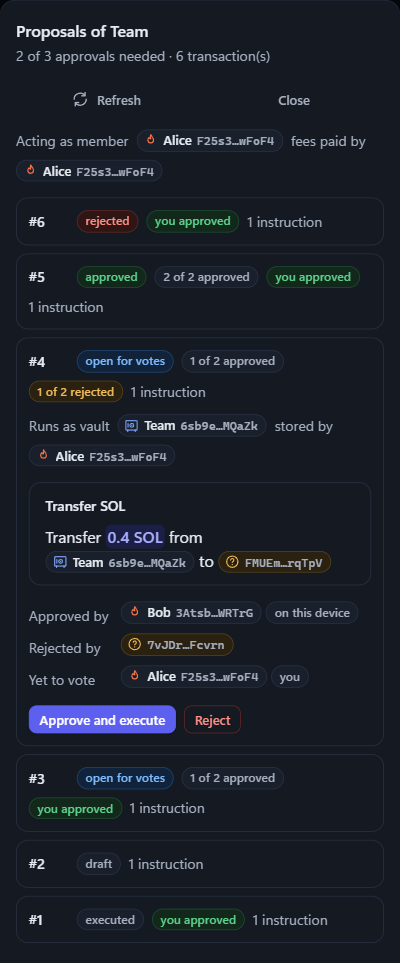 Proposals of Team
2 of 3 approvals needed · 6 transaction(s)
Refresh
Close
Acting as member Alice F25s3…wFoF4 fees paid by
Alice F25s3…wFoF4
#6 rejected you approved 1 instruction
#5 approved 2 of 2 approved you approved
1 instruction
#4 open for votes 1 of 2 approved
1 of 2 rejected 1 instruction
Runs as vault Team 6sb9e…MQaZk stored by
Alice F25s3…wFoF4
Transfer SOL
Transfer 0.4 SOL from
Team 6sb9e…MQaZk to FMUEm…rqTpV
Approved by Bob 3Atsb…WRTrG on this device
Rejected by 7vJDr…Fcvrn
Yet to vote Alice F25s3…wFoF4 you
Approve and execute Reject
#3 open for votes 1 of 2 approved
you approved 1 instruction
#2 draft 1 instruction
#1 executed you approved 1 instruction